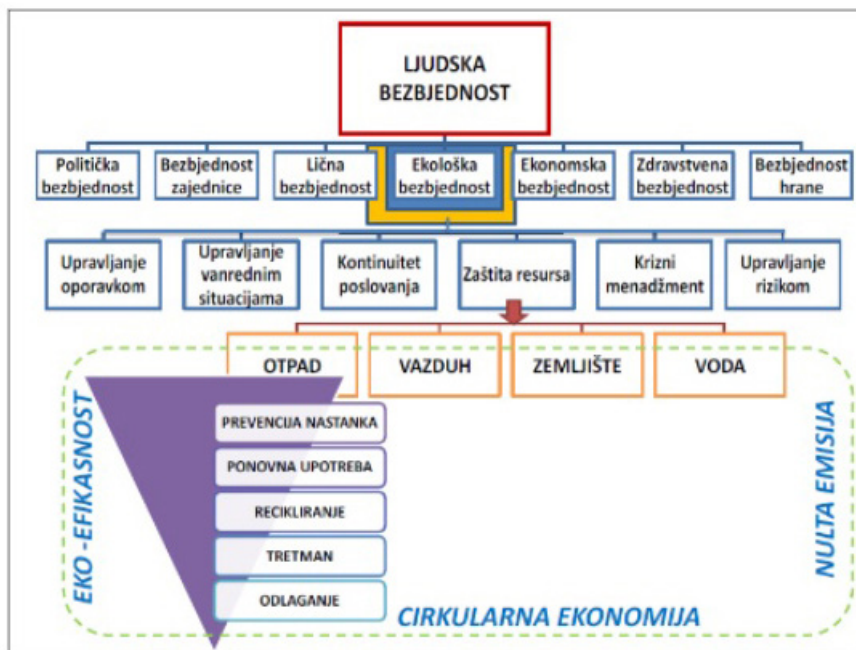 LJUDSKA
BEZBJEDNOST
Politička
bezbjednost
Bezbjednost
zajednice
Lična
bezbjednost
Ekološka
bezbjednost
Ekonomska
bezbjednost
Zdravstvena
bezbjednost
Bezbjednost
hrane
Upravljanje
oporavkom
Upravljanje
vanrednim
situacijama
Kontinuitet
poslovanja
Zaštita resursa
Krizni
menadžment
Upravljanje
rizikom
OTPAD
VAZDUH
ZEMLJIŠTE
VODA
EKO -EFIKASNOST
PREVENCIJA NASTANKA
PONOVNA UPOTREBA
RECIKLIRANJE
TRETMAN
ODLAGANJE
NULTA EMISIJA
CIRKULARNA EKONOMIJA